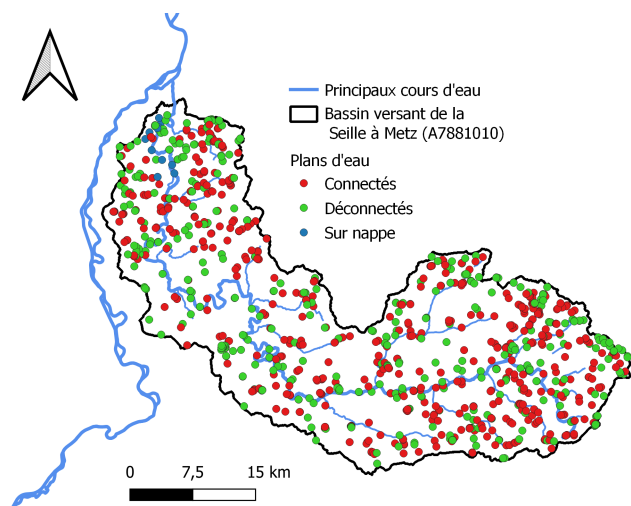 Principaux cours d'eau
Bassin versant de la
Seille à Metz (A7881010)
Plans d'eau
Connectés
Déconnectés
Sur nappe
0 7,5 15 km